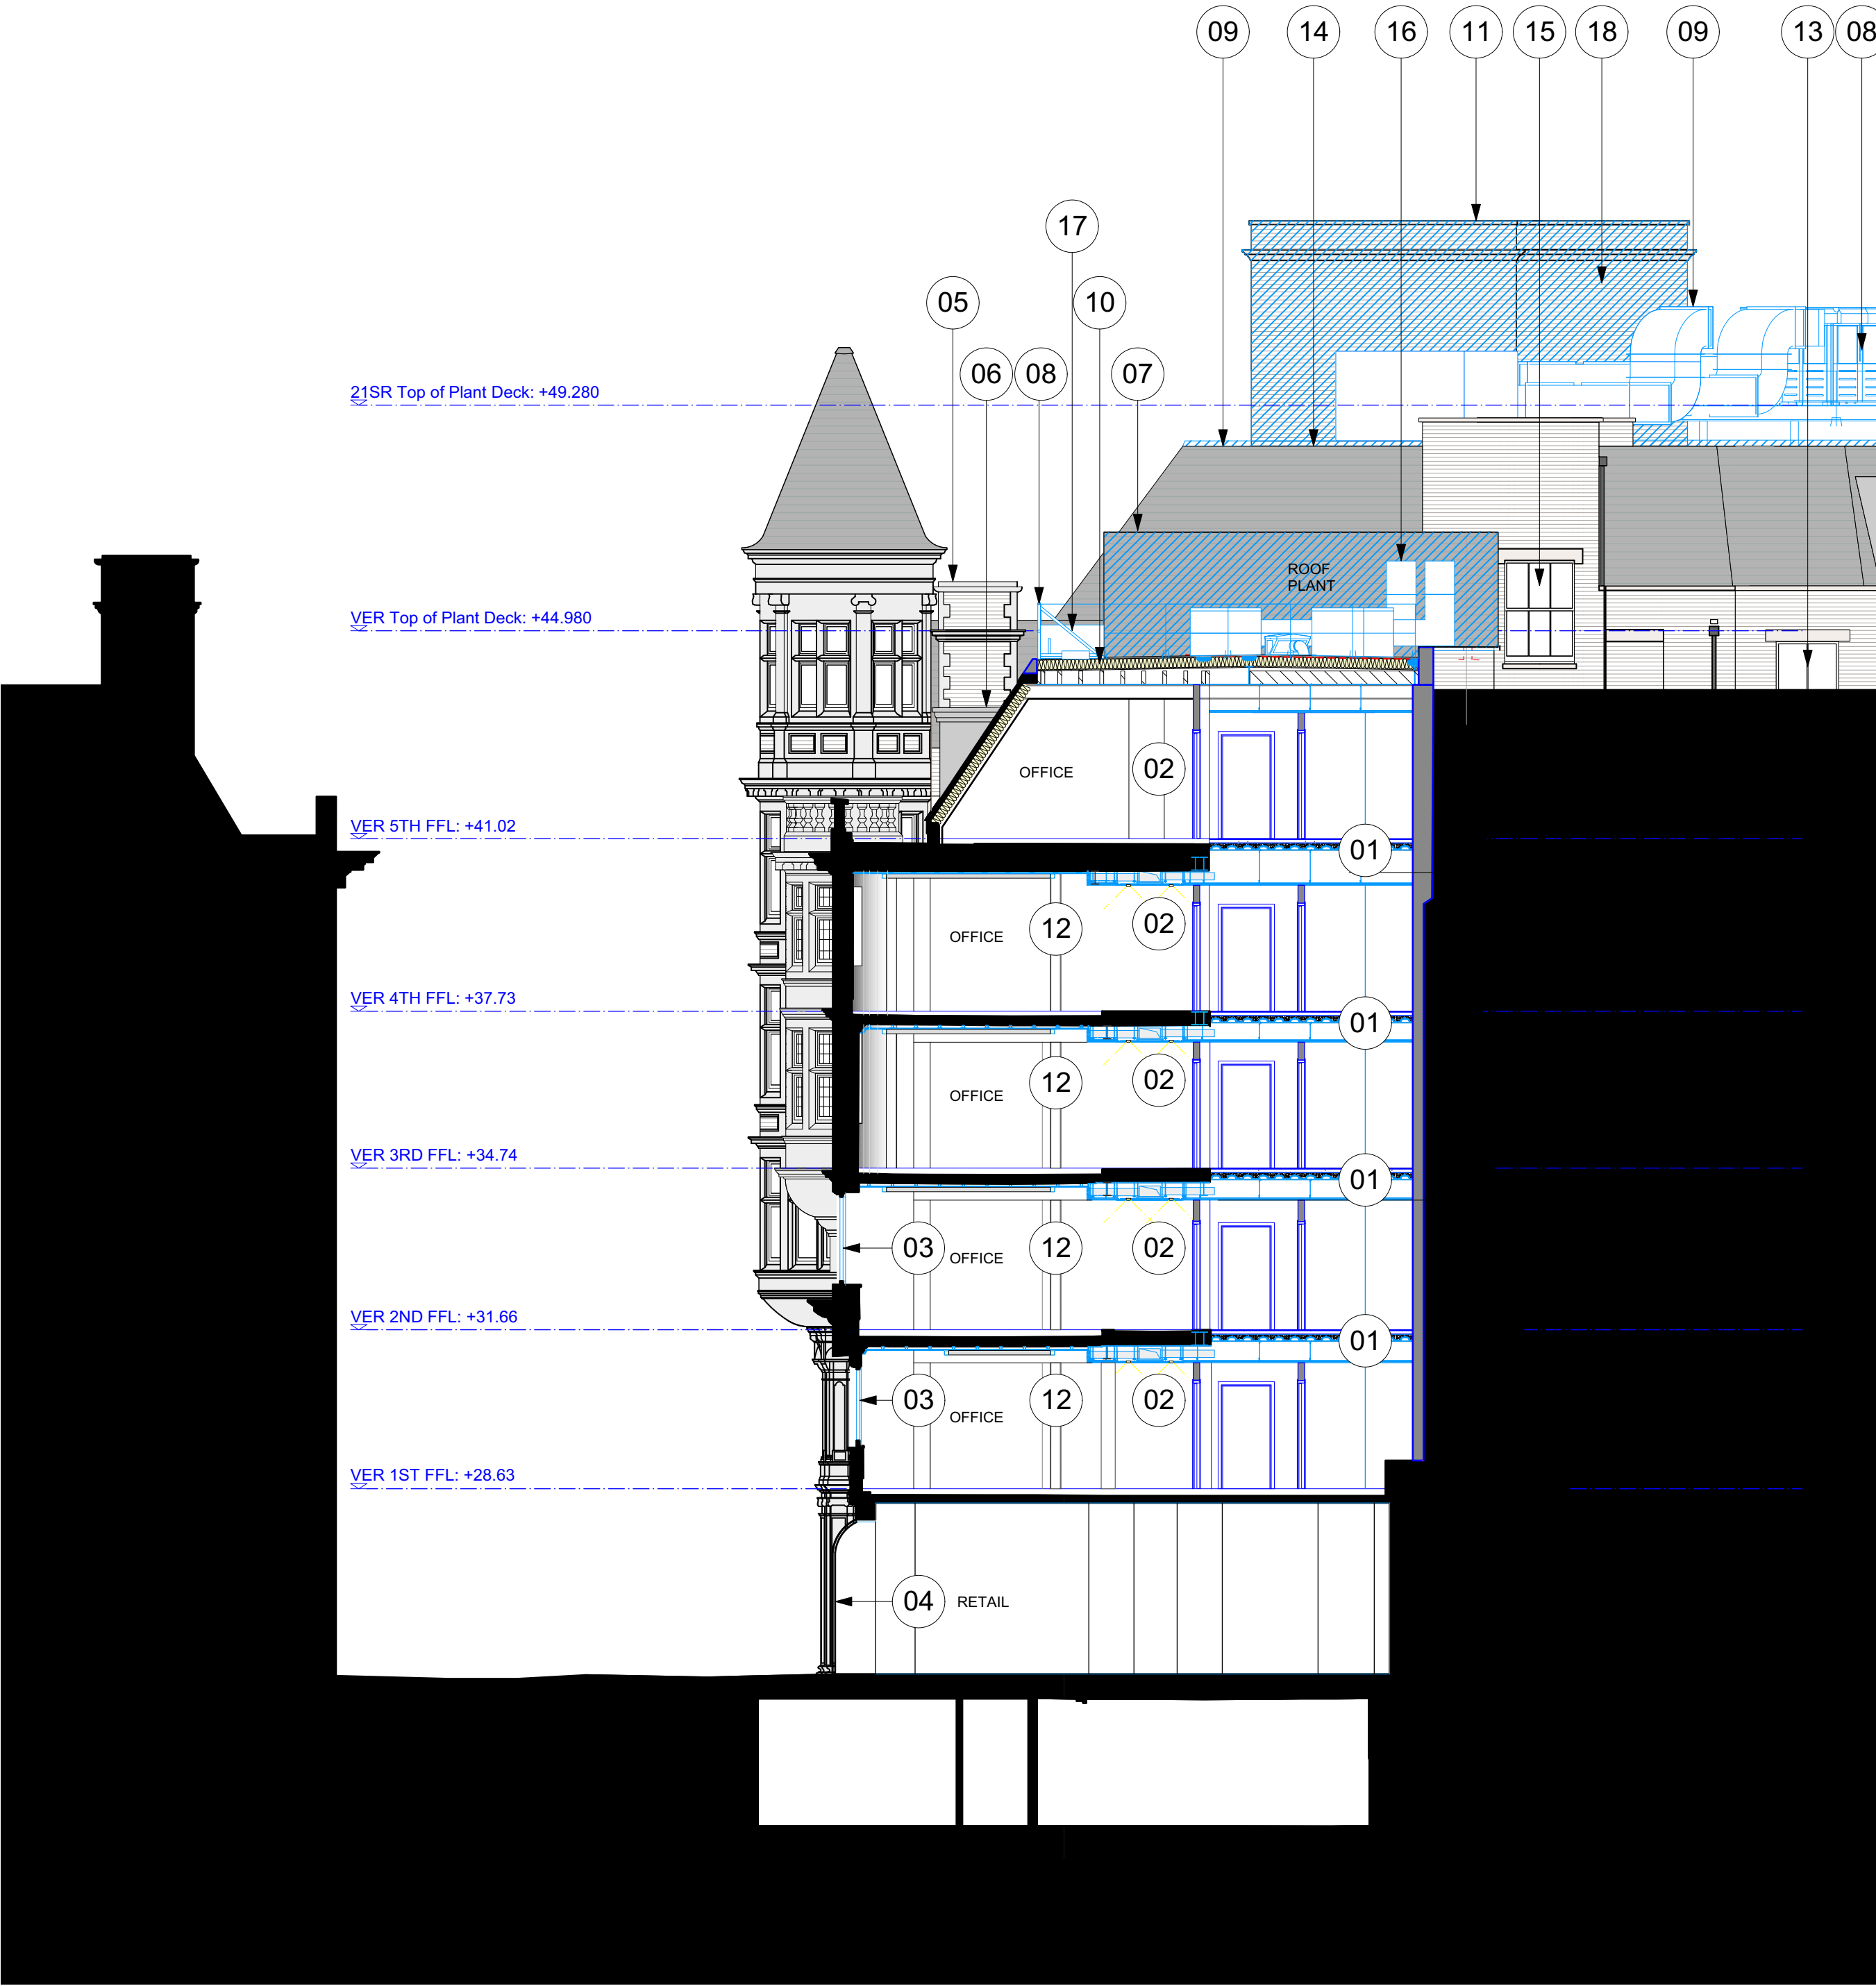 09 14 16 11 15 18 09 13 08
17
05 10
06 08 07
21SR Top of Plant Deck: +49.280
ROOF
PLANT
VER Top of Plant Deck: +44.980
OFFICE 02
VER 5TH FFL: +41.02
01
OFFICE 12 02
VER 4TH FFL: +37.73
01
OFFICE 12 02
VER 3RD FFL: +34.74
01
03 OFFICE 12 02
VER 2ND FFL: +31.66
01
03 OFFICE 12 02
VER 1ST FFL: +28.63
04 RETAIL